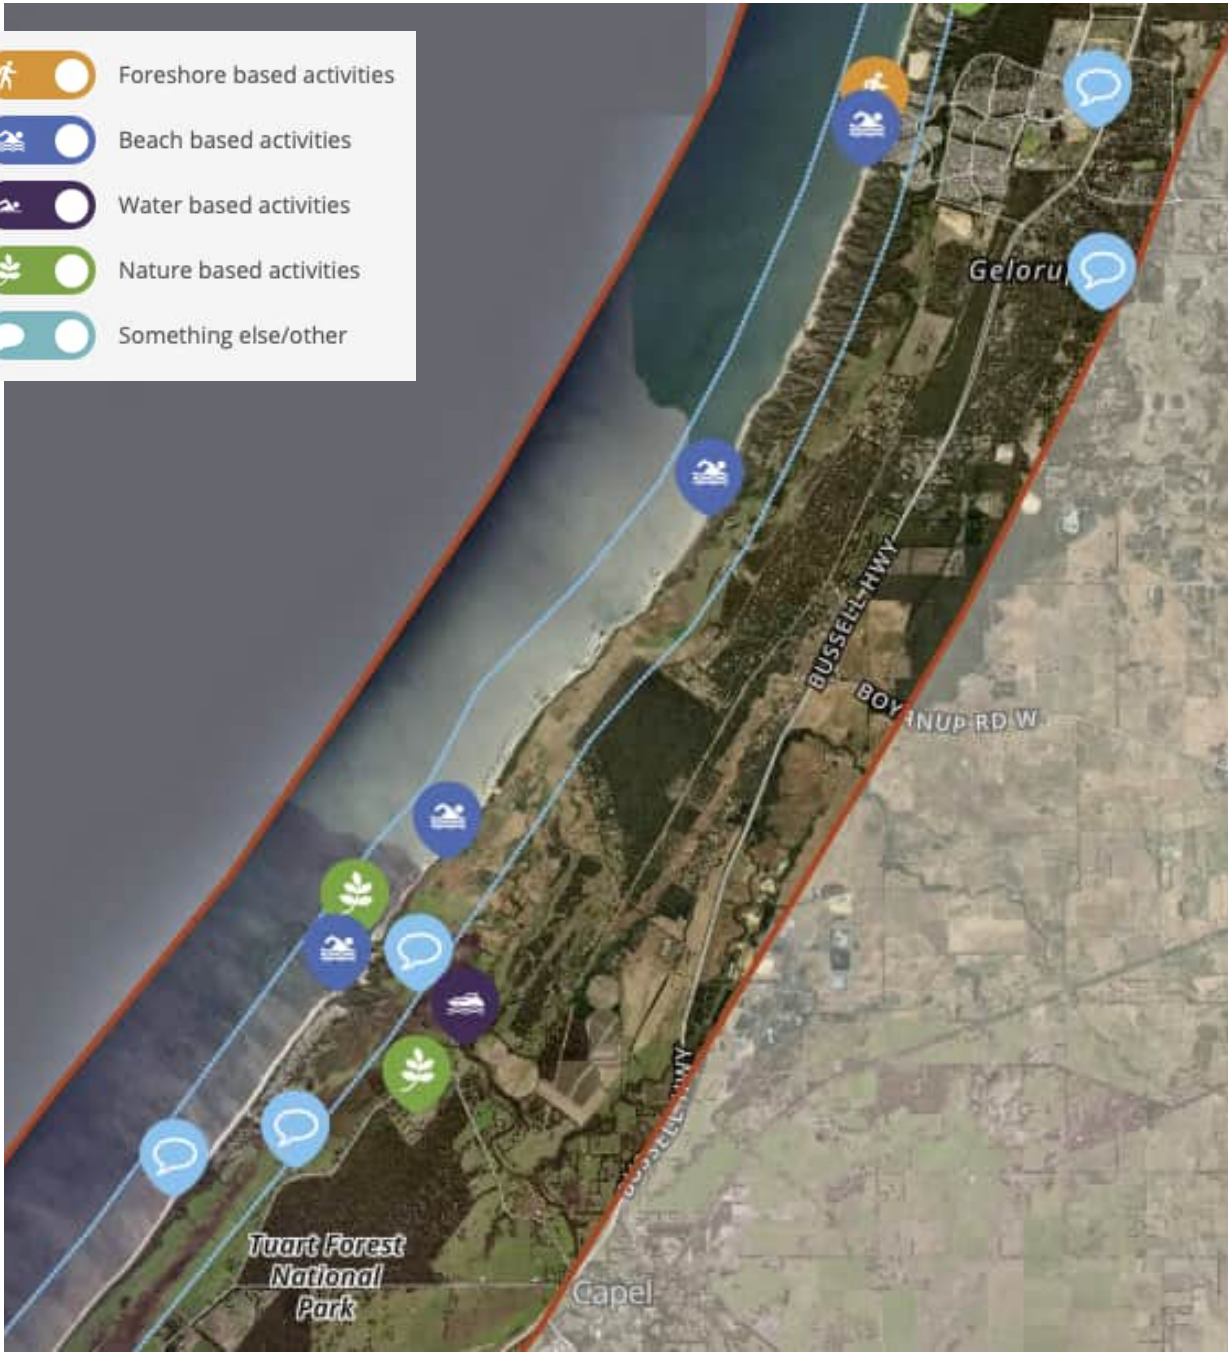 Foreshore based activities
Beach based activities
Water based activities
Nature based activities
Something else/other
BUSSELL HWY
RD W
BUSSELL HWY
Tuart Forest
National
Park
Capel